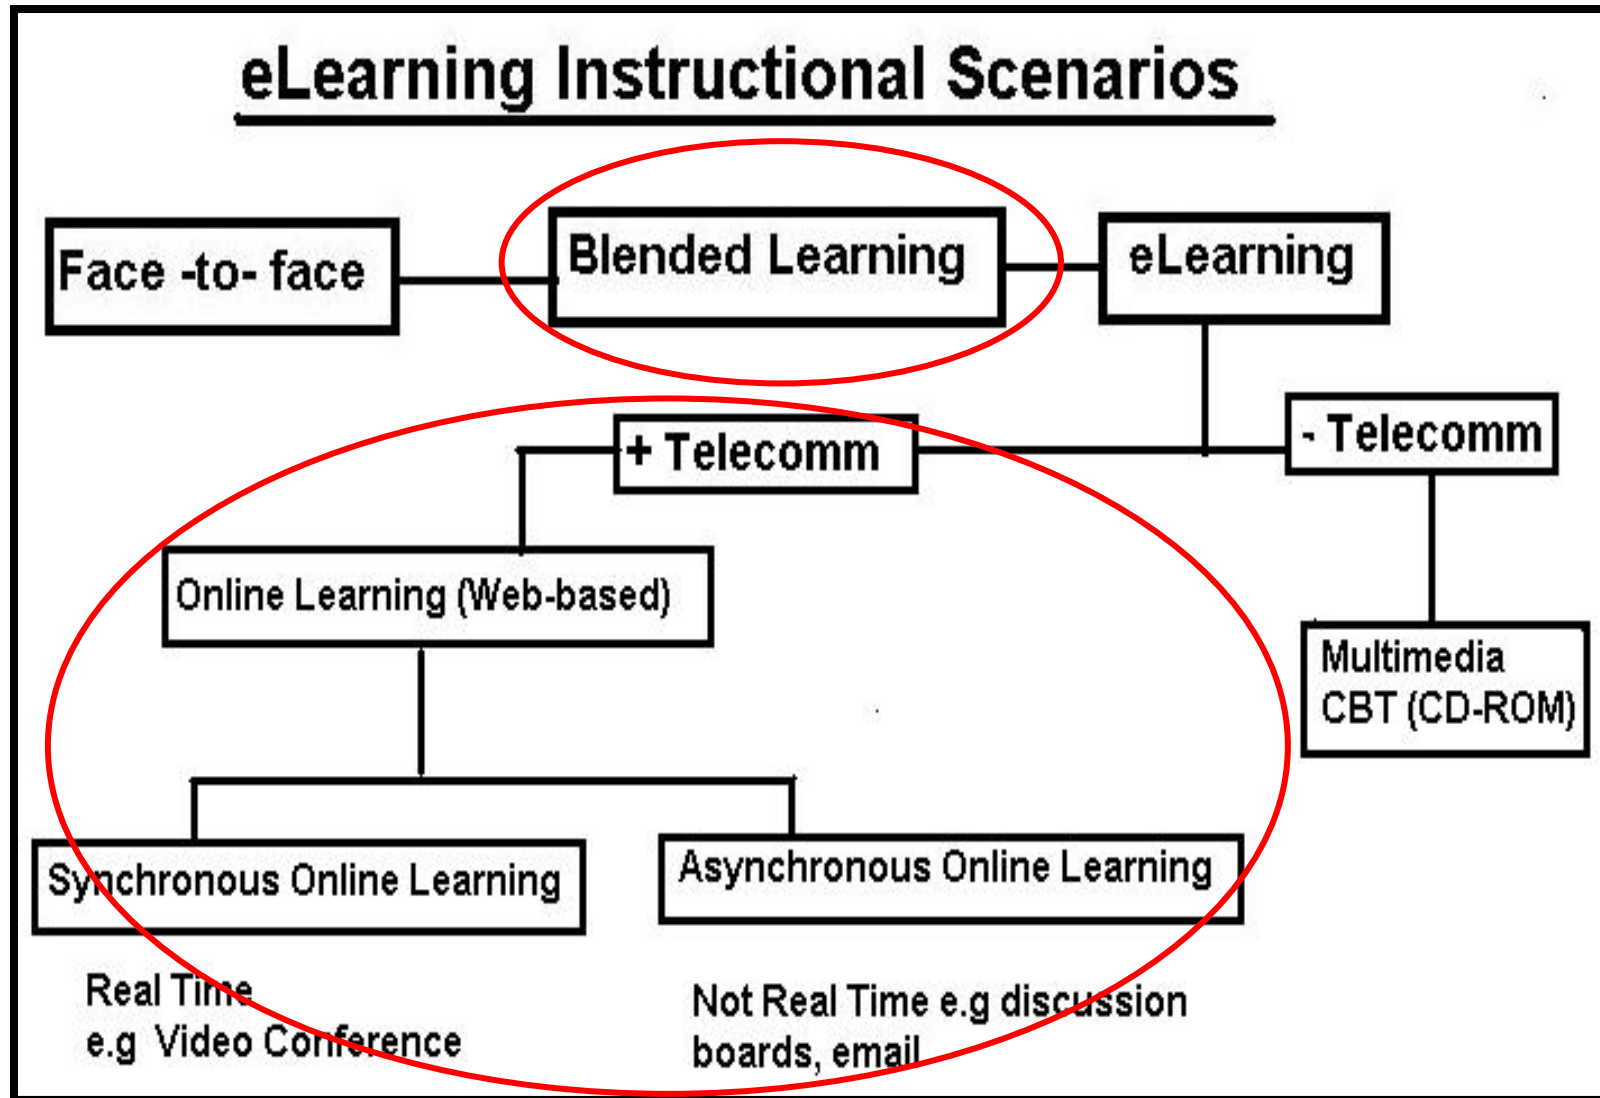 eLearning Instructional Scenarios
Face -to- face
Blended Learning
eLearning
+ Telecomm
- Telecomm
Online Learning (Web-based)
Multimedia
CBT (CD-ROM)
Synchronous Online Learning
Asynchronous Online Learning
Real Time
e.g Video Conference
Not Real Time e.g discussion
boards, email